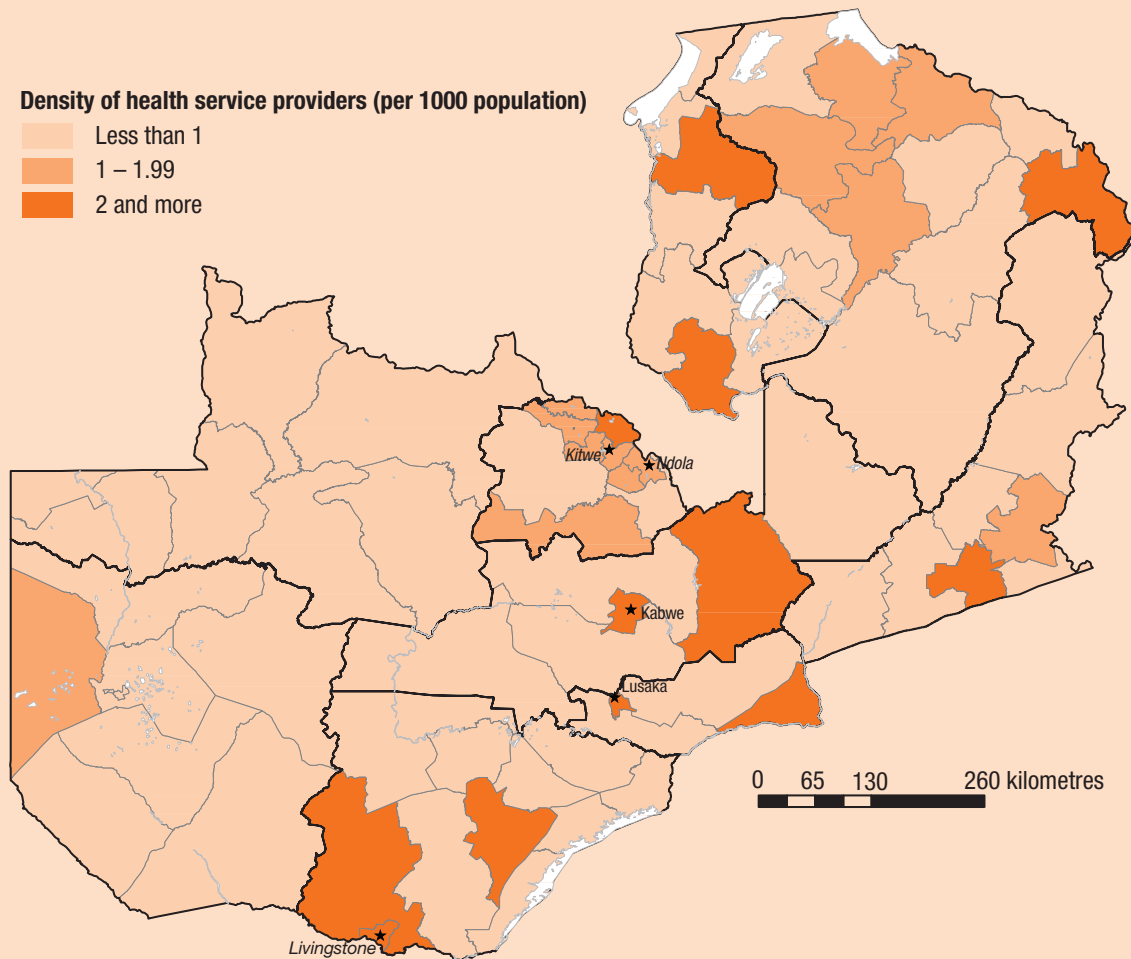 Density of health service providers (per 1000 population)
Less than 1
1 – 1.99
2 and more
Kitwe
Ndola
Kabwe
Lusaka
0 65 130 260 kilometres
Livingstone